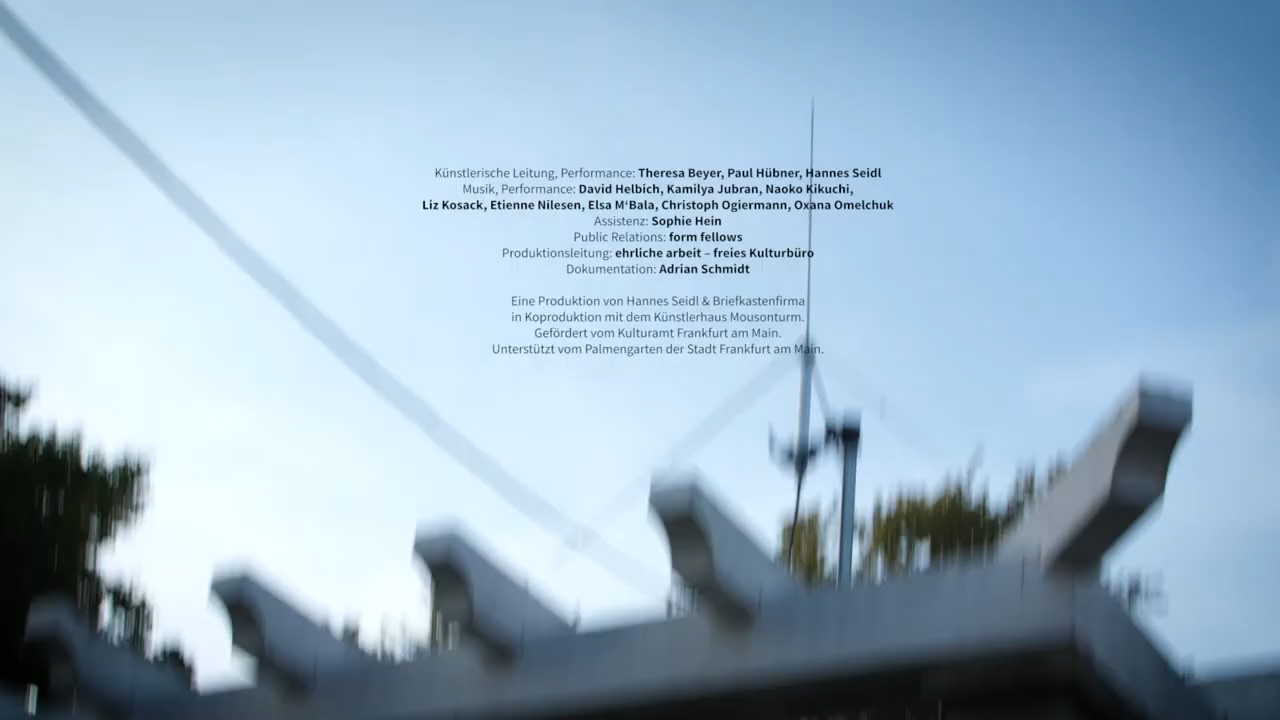 Künstlerische Leitung, Performance: Theresa Beyer, Paul Hübner, Hannes Seidl
Musik, Performance: David Helbich, Kamilya Jubran, Naoko Kikuchi,
Liz Kosack, Etienne Nilesen, Elsa M‘Bala, Christoph Ogiermann, Oxana Omelchuk
Assistenz: Sophie Hein
Public Relations: form fellows
Produktionsleitung: ehrliche arbeit – freies Kulturbüro
Dokumentation: Adrian Schmidt
Eine Produktion von Hannes Seidl & Briefkastenfirma
in Koproduktion mit dem Künstlerhaus Mousonturm.
Gefördert vom Kulturamt Frankfurt am Main.
Unterstützt vom Palmengarten der Stadt Frankfurt am Main.